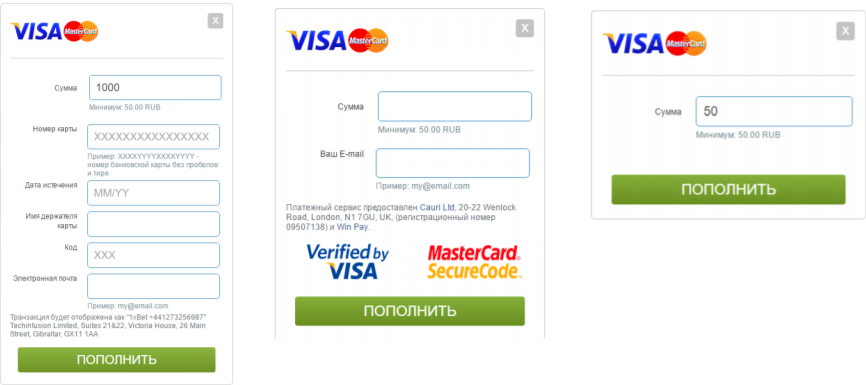 VISA MasterCard X
Сумма 1000
Минимум: 50.00 RUB
Номер карты XXXXXXXXXXXXXXXX
Пример: XXXXYYYYXXXXYYYY -
номер банковской карты без пробелов
и тире.
Дата истечения MM/YY
Имя держателя
карты
Код XXX
Электронная почта
Пример: my@email.com
Транзакция будет отображена как "1xBet +441273256987"
Techinfusion Limited, Suites 21&22, Victoria House, 26 Main
Street, Gibraltar, GX11 1AA
ПОПОЛНИТЬ
VISA MasterCard X
Сумма
Минимум: 50.00 RUB
Ваш E-mail
Пример: my@email.com
Платежный сервис предоставлен Cauri Ltd, 20-22 Wenlock
Road, London, N1 7GU, UK, (регистрационный номер
09507138) и Win Pay.
Verified by
VISA
MasterCard.
SecureCode.
ПОПОЛНИТЬ
VISA MasterCard X
Сумма 50
Минимум: 50.00 RUB
ПОПОЛНИТЬ